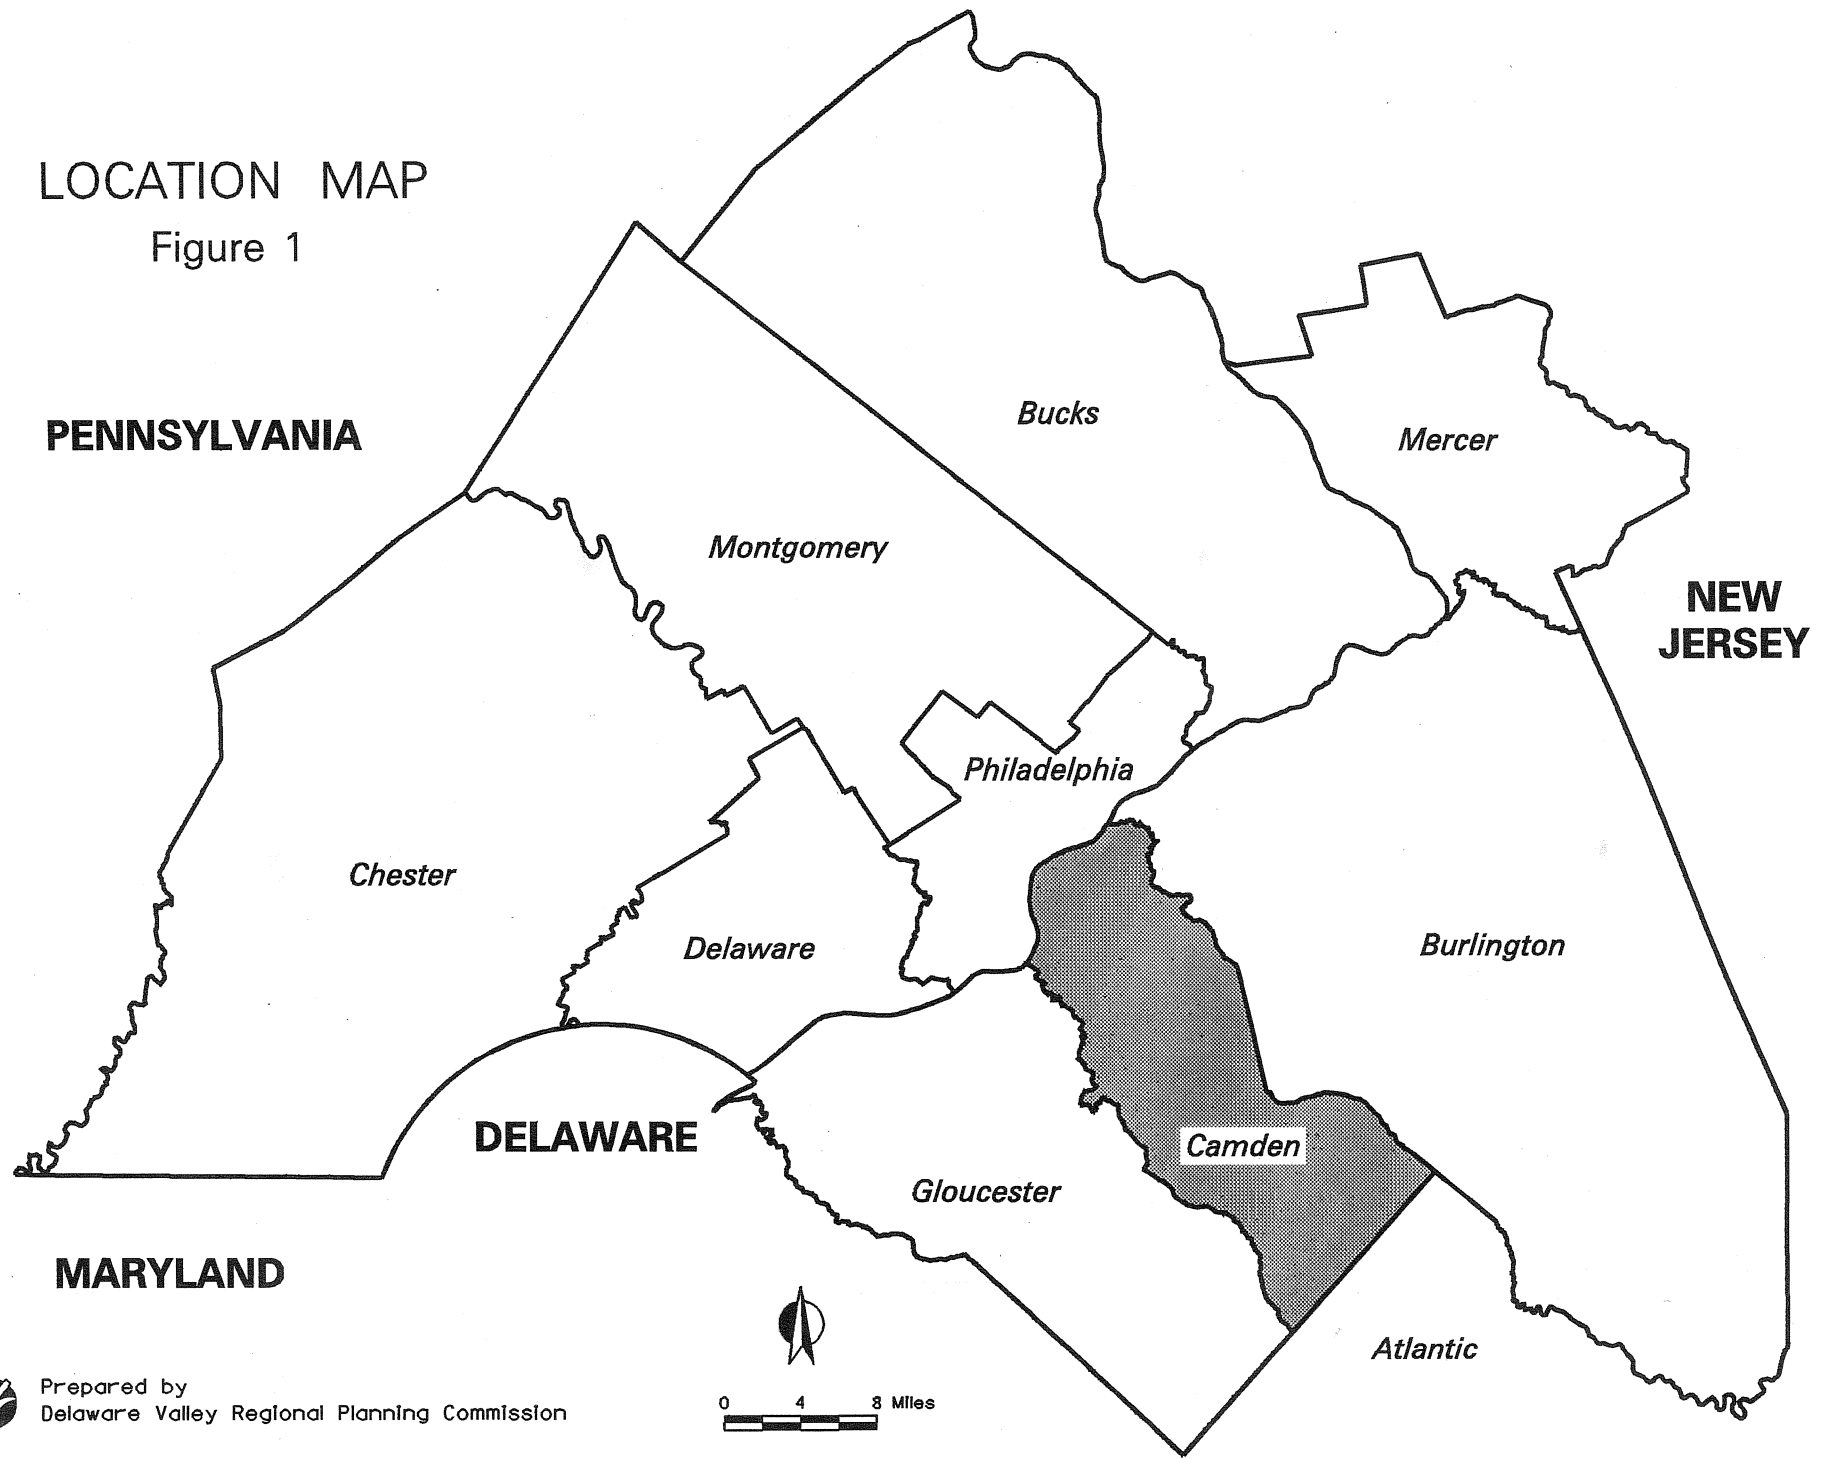 LOCATION MAP
Figure 1
PENNSYLVANIA
Bucks
Mercer
Montgomery
NEW
JERSEY
Philadelphia
Chester
Delaware
Burlington
DELAWARE
Camden
Gloucester
MARYLAND
Atlantic
Prepared by
Delaware Valley Regional Planning Commission
0 4 8 Miles